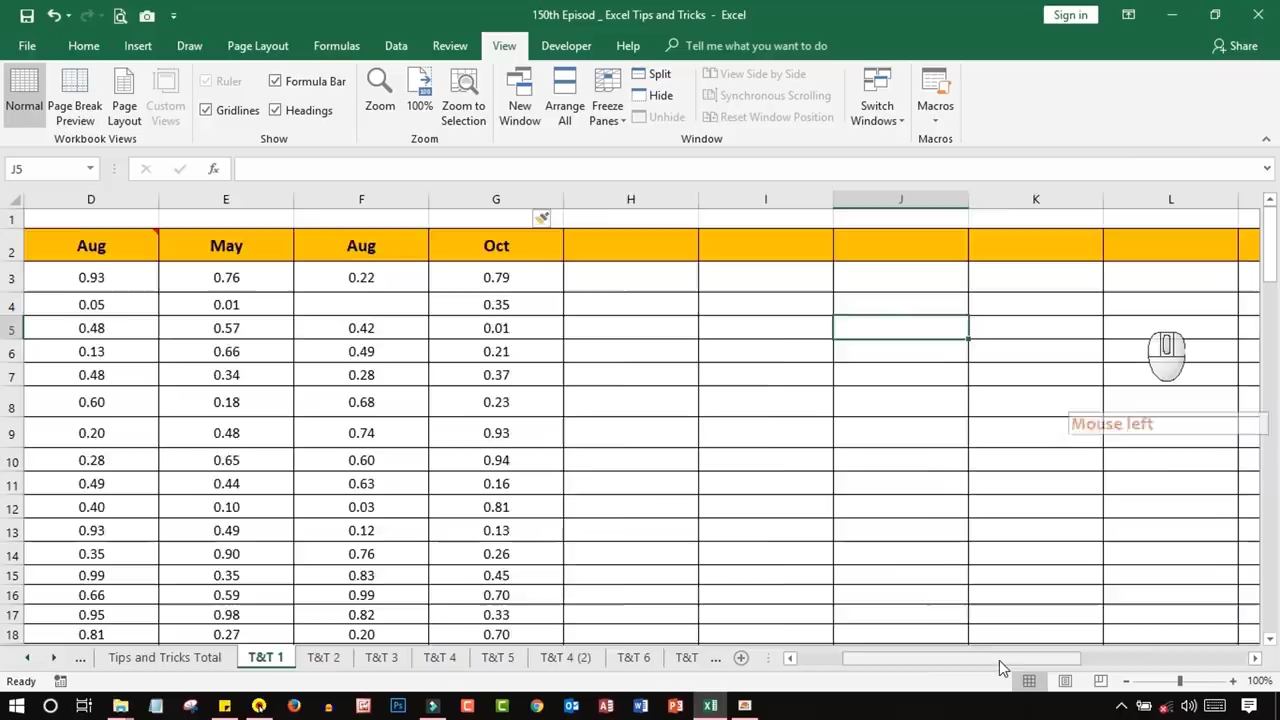 150th Episod _ Excel Tips and Tricks - Excel
Sign in
File Home Insert Draw Page Layout Formulas Data Review View Developer Help Tell me what you want to do Share
Normal
Page Break Preview
Page Layout
Custom Views
Workbook Views
Ruler
Formula Bar
Gridlines
Headings
Show
Zoom
100%
Zoom to Selection
Zoom
New Window
Arrange All
Freeze Panes
Split
Hide
Unhide
View Side by Side
Synchronous Scrolling
Reset Window Position
Window
Switch Windows
Macros
Macros
J5
fx
D E F G H I J K L
1
2 Aug May Aug Oct
3 0.93 0.76 0.22 0.79
4 0.05 0.01 0.35
5 0.48 0.57 0.42 0.01
6 0.13 0.66 0.49 0.21
7 0.48 0.34 0.28 0.37
8 0.60 0.18 0.68 0.23
9 0.20 0.48 0.74 0.93
Mouse left
10 0.28 0.65 0.60 0.94
11 0.49 0.44 0.63 0.16
12 0.40 0.10 0.03 0.81
13 0.93 0.49 0.12 0.13
14 0.35 0.90 0.76 0.26
15 0.99 0.35 0.83 0.45
16 0.66 0.59 0.99 0.70
17 0.95 0.98 0.82 0.33
18 0.81 0.27 0.20 0.70
... Tips and Tricks Total T&T 1 T&T 2 T&T 3 T&T 4 T&T 5 T&T 4 (2) T&T 6 T&T ...
Ready 100%